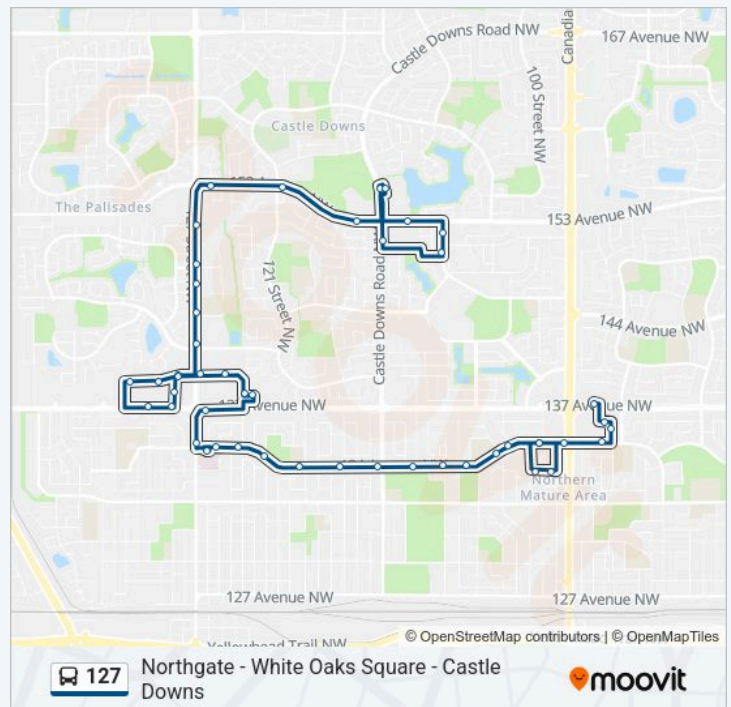 167 Avenue NW
Castle Downs Road NW
Canadia
100 Street NW
Castle Downs
The Palisades
153 Avenue NW
121 Street NW
144 Avenue NW
Castle Downs Road
137 Avenue NW
Avenue NW
Northern
Mature Area
127 Avenue NW
127 Avenue NW
Yellowhead Trail NW
© OpenStreetMap contributors | © OpenMapTiles
127
Northgate - White Oaks Square - Castle
Downs
moovit